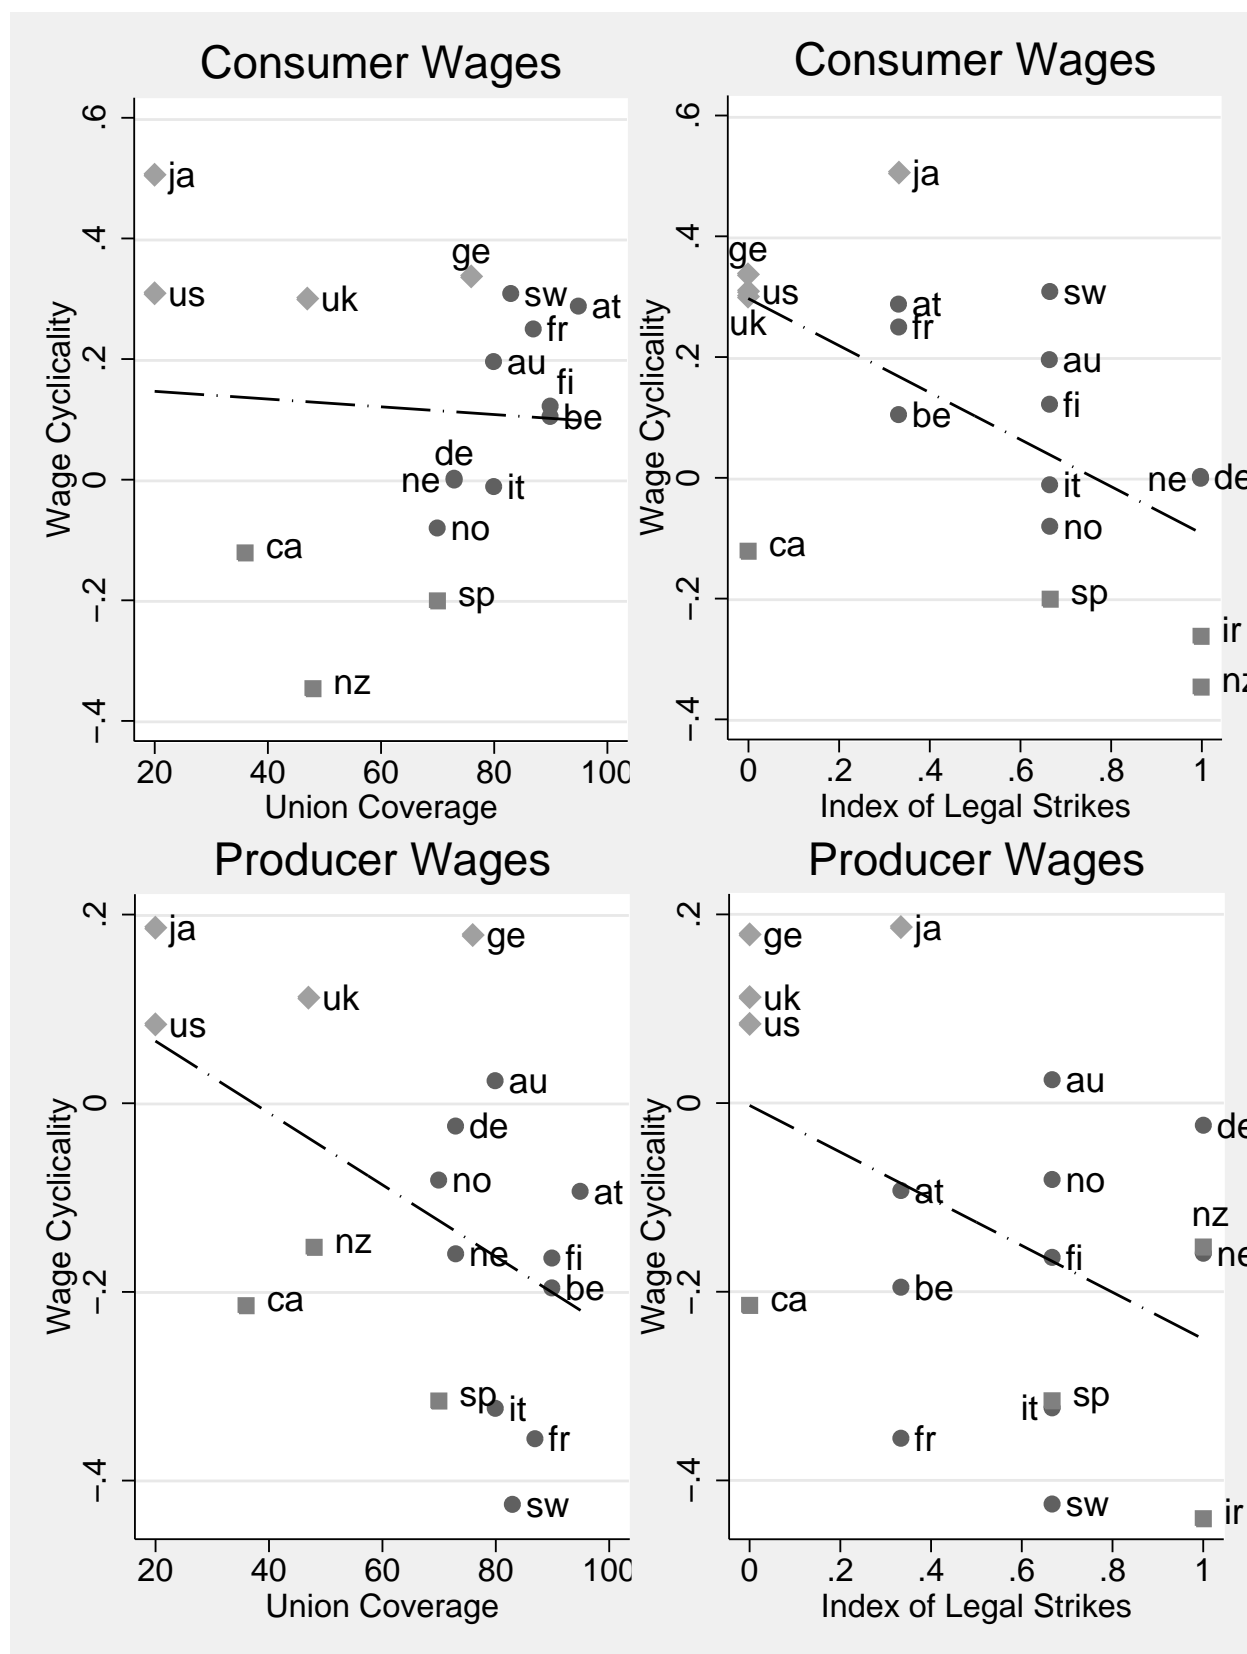 Consumer Wages
Wage Cyclicality
.6
.4
.2
0
−.2
−.4
ja
us
uk
ge
sw
at
fr
au
fi
be
de
ne
it
no
ca
sp
nz
20 40 60 80 100
Union Coverage
Consumer Wages
Wage Cyclicality
.6
.4
.2
0
−.2
−.4
ja
ge
us
uk
at
fr
be
sw
au
fi
it
no
ne
de
ca
sp
ir
nz
0 .2 .4 .6 .8 1
Index of Legal Strikes
Producer Wages
Wage Cyclicality
.2
0
−.2
−.4
ja
ge
uk
us
au
de
no
at
nz
ne
fi
be
ca
sp
it
fr
sw
20 40 60 80 100
Union Coverage
Producer Wages
Wage Cyclicality
.2
0
−.2
−.4
ge
ja
uk
us
au
de
no
at
nz
fi
ne
be
ca
it
sp
fr
sw
ir
0 .2 .4 .6 .8 1
Index of Legal Strikes